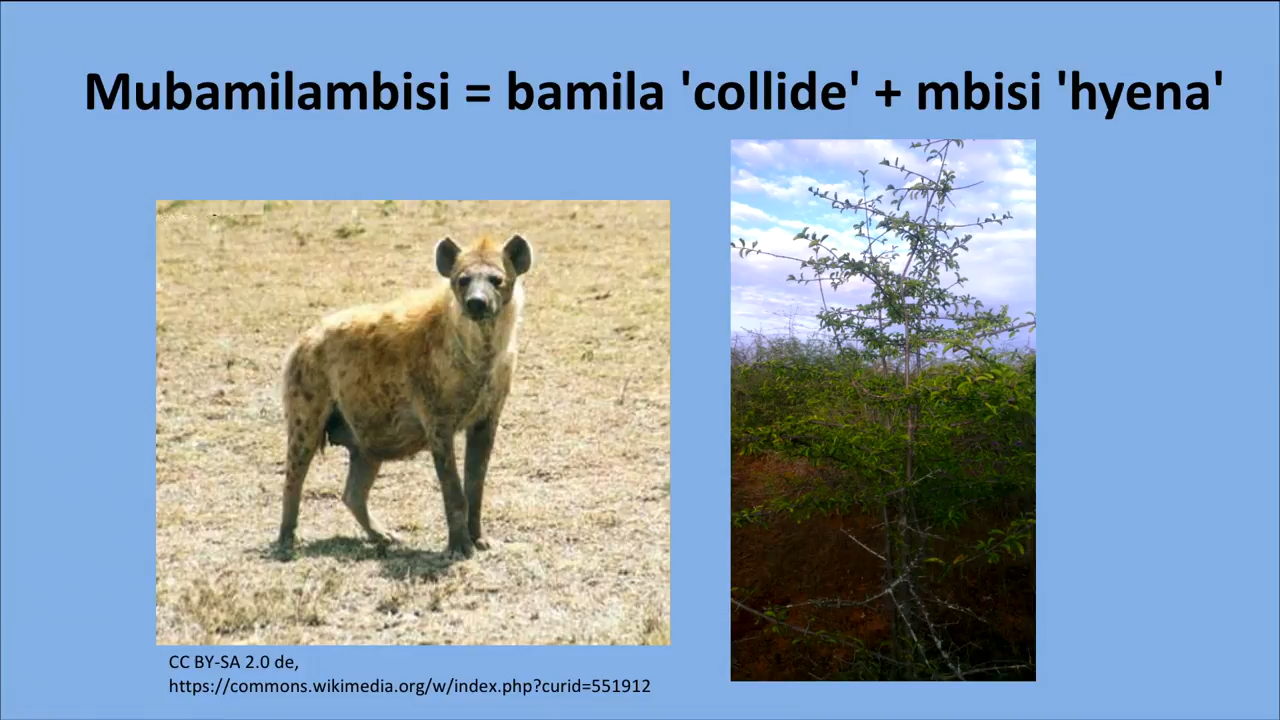 Mubamilambisi = bamila 'collide' + mbisi 'hyena'
CC BY-SA 2.0 de,
https://commons.wikimedia.org/w/index.php?curid=551912